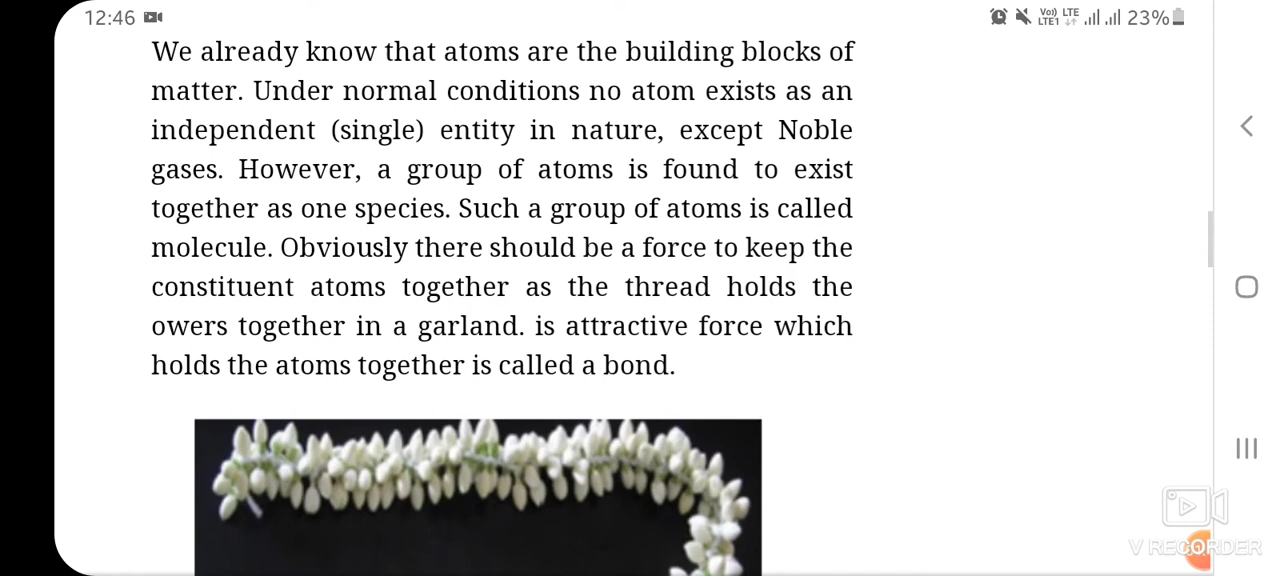 12:46
Vo)) LTE
LTE1
23%
We already know that atoms are the building blocks of
matter. Under normal conditions no atom exists as an
independent (single) entity in nature, except Noble
gases. However, a group of atoms is found to exist
together as one species. Such a group of atoms is called
molecule. Obviously there should be a force to keep the
constituent atoms together as the thread holds the
owers together in a garland. is attractive force which
holds the atoms together is called a bond.
V RECORDER